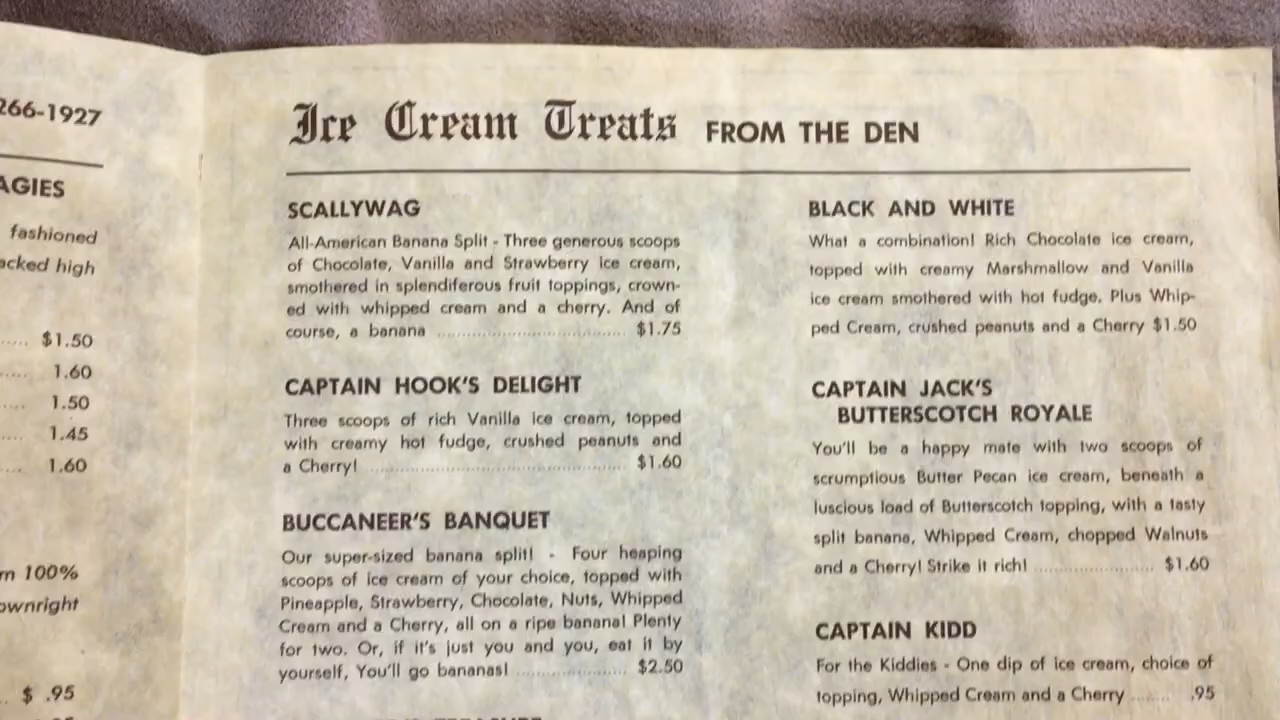 266-1927
AGIES
fashioned
acked high
$1.50
1.60
1.50
1.45
1.60
m 100%
ownright
$ .95
Ice Cream Treats FROM THE DEN
SCALLYWAG
All-American Banana Split - Three generous scoops
of Chocolate, Vanilla and Strawberry ice cream,
smothered in splendiferous fruit toppings, crown-
ed with whipped cream and a cherry. And of
course, a banana ........................ $1.75
CAPTAIN HOOK'S DELIGHT
Three scoops of rich Vanilla ice cream, topped
with creamy hot fudge, crushed peanuts and
a Cherry! ........................ $1.60
BUCCANEER'S BANQUET
Our super-sized banana split! - Four heaping
scoops of ice cream of your choice, topped with
Pineapple, Strawberry, Chocolate, Nuts, Whipped
Cream and a Cherry, all on a ripe banana! Plenty
for two. Or, if it's just you and you, eat it by
yourself, You'll go bananas! ........................ $2.50
BLACK AND WHITE
What a combination! Rich Chocolate ice cream,
topped with creamy Marshmallow and Vanilla
ice cream smothered with hot fudge. Plus Whip-
ped Cream, crushed peanuts and a Cherry $1.50
CAPTAIN JACK'S
BUTTERSCOTCH ROYALE
You'll be a happy mate with two scoops of
scrumptious Butter Pecan ice cream, beneath a
luscious load of Butterscotch topping, with a tasty
split banana, Whipped Cream, chopped Walnuts
and a Cherry! Strike it rich! ........................ $1.60
CAPTAIN KIDD
For the Kiddies - One dip of ice cream, choice of
topping, Whipped Cream and a Cherry ........ .95